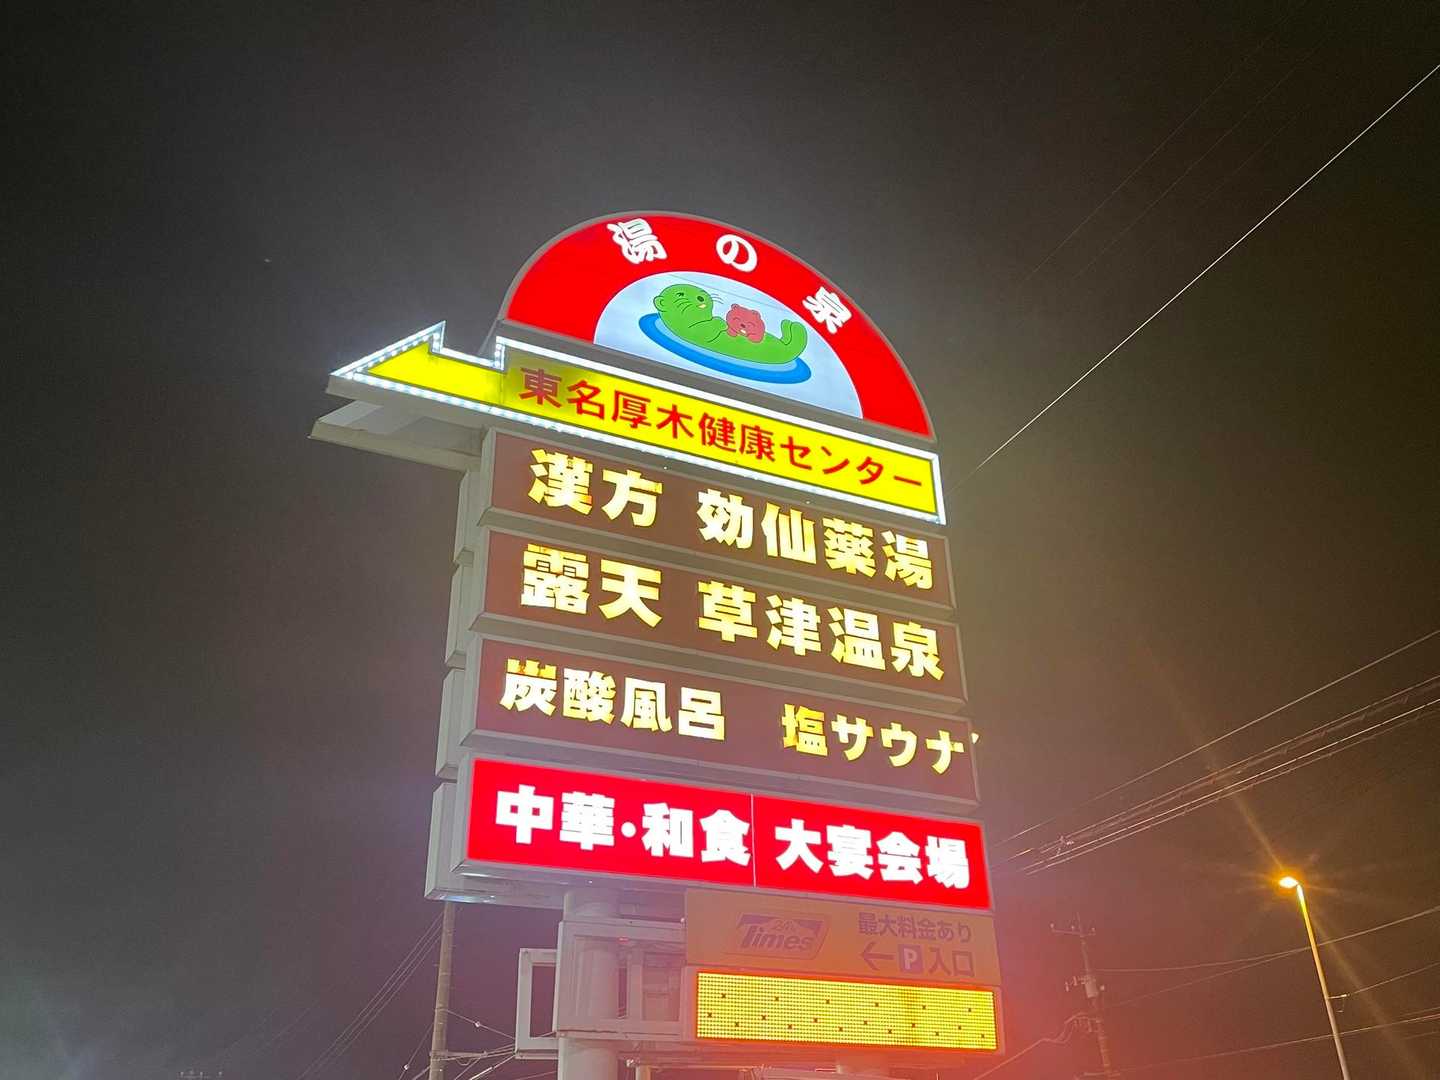 湯の泉
東名厚木健康センター
漢方 効仙薬湯
露天 草津温泉
炭酸風呂 塩サウナ
中華・和食 大宴会場
24h Times
最大料金あり
←P入口